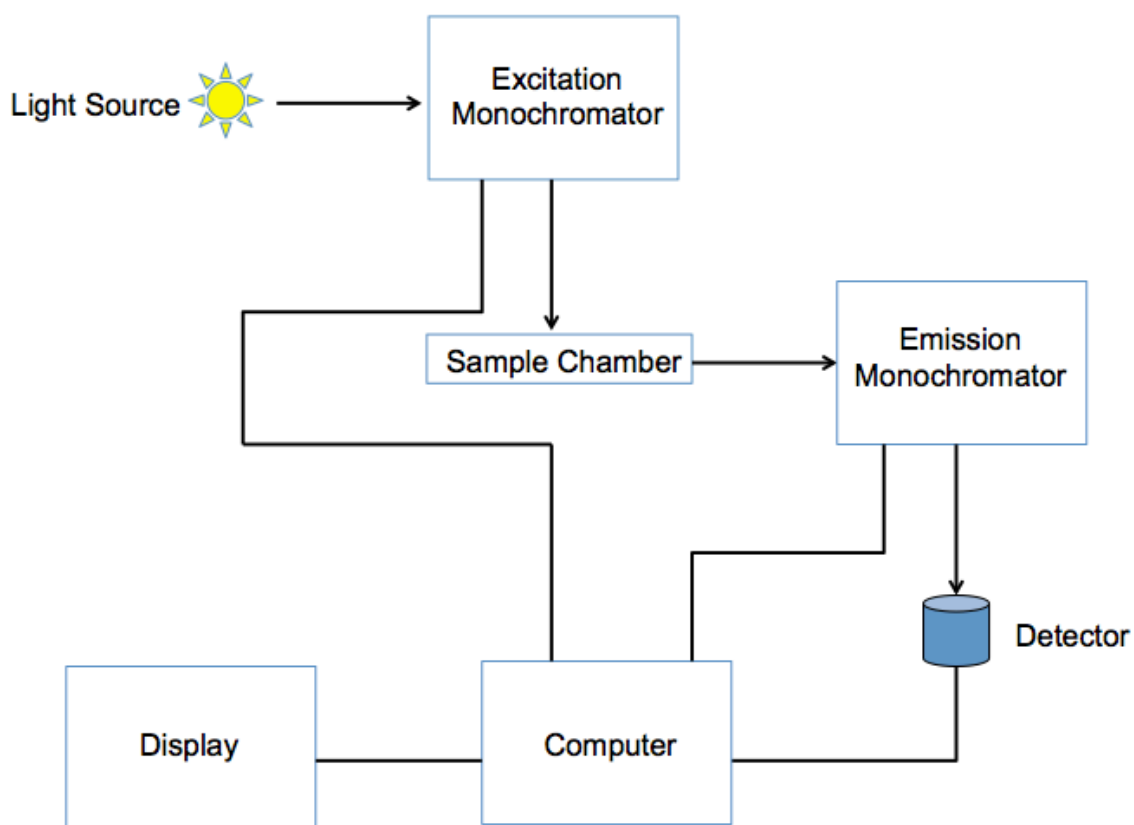 Light Source
Excitation
Monochromator
Sample Chamber
Emission
Monochromator
Detector
Display
Computer